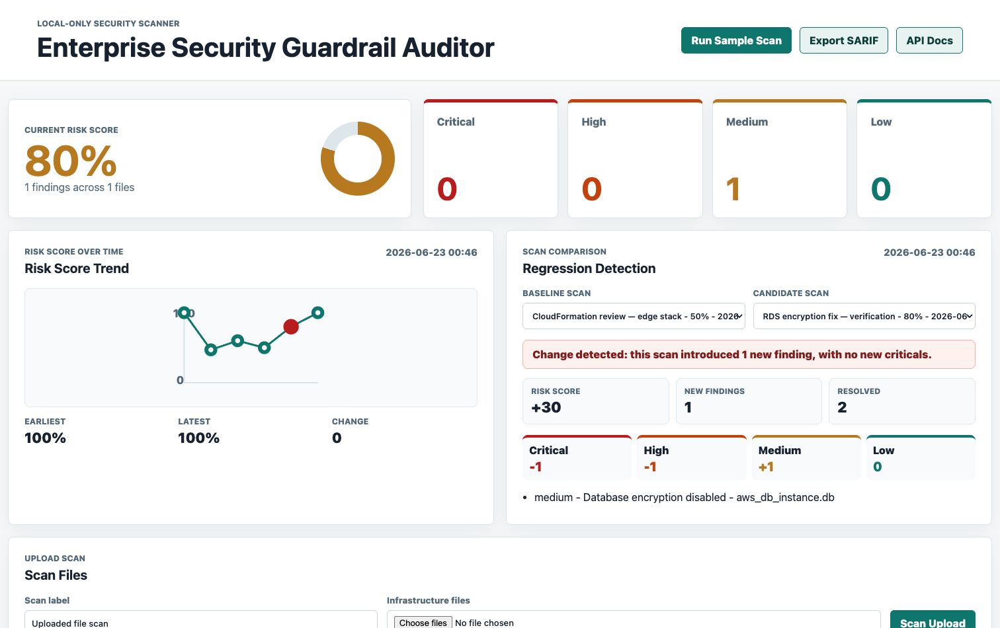 LOCAL-ONLY SECURITY SCANNER
Enterprise Security Guardrail Auditor
Run Sample Scan
Export SARIF
API Docs
CURRENT RISK SCORE
80%
1 findings across 1 files
Critical
0
High
0
Medium
1
Low
0
RISK SCORE OVER TIME
Risk Score Trend
2026-06-23 00:46
0
EARLIEST
100%
LATEST
100%
CHANGE
0
SCAN COMPARISON
Regression Detection
2026-06-23 00:46
BASELINE SCAN
CloudFormation review — edge stack - 50% - 2026
CANDIDATE SCAN
RDS encryption fix — verification - 80% - 2026-06
Change detected: this scan introduced 1 new finding, with no new criticals.
RISK SCORE
+30
NEW FINDINGS
1
RESOLVED
2
Critical
-1
High
-1
Medium
+1
Low
0
• medium - Database encryption disabled - aws_db_instance.db
UPLOAD SCAN
Scan Files
Scan label
Uploaded file scan
Infrastructure files
Choose files No file chosen
Scan Upload